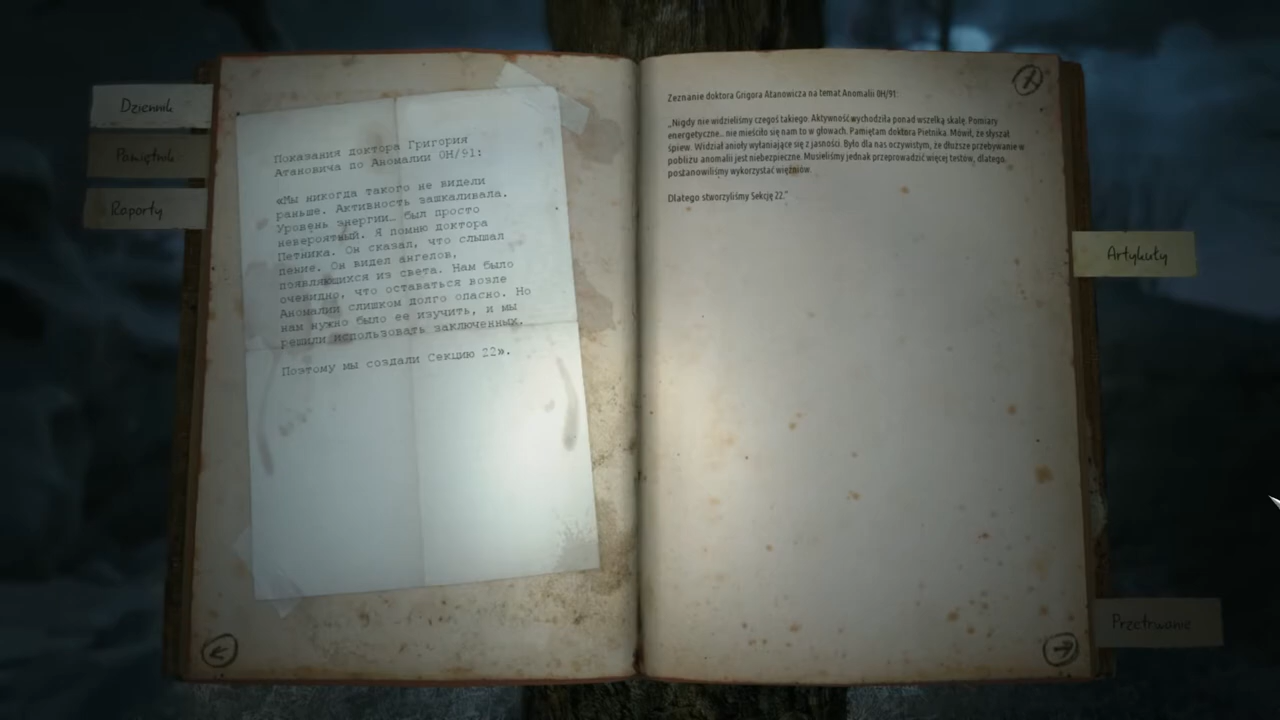 Dziennik
Pamiętnik
Raporty
Показания доктора Григория
Атановича по Аномалии 0H/91:
«Мы никогда такого не видели
раньше. Активность зашкаливала.
Уровень энергии… был просто
невероятный. Я помню доктора
Петника. Он сказал, что слышал
пение. Он видел ангелов,
появляющихся из света. Нам было
очевидно, что оставаться возле
Аномалии слишком долго опасно. Но
нам нужно было ее изучить, и мы
решили использовать заключенных.
Поэтому мы создали Секцию 22».
Zeznanie doktora Grigora Atanowicza na temat Anomalii 0H/91:
„Nigdy nie widzieliśmy czegoś takiego. Aktywność wychodziła ponad wszelką skalę. Pomiary
energetyczne... nie mieściło się nam to w głowach. Pamiętam doktora Pietnika. Mówił, że słyszał
śpiew. Widział anioły wyłaniające się z jasności. Było dla nas oczywistym, że dłuższe przebywanie w
pobliżu anomalii jest niebezpieczne. Musieliśmy jednak przeprowadzić więcej testów, dlatego
postanowiliśmy wykorzystać więźniów.
Dlatego stworzyliśmy Sekcję 22.”
Artykuły
Przetrwanie